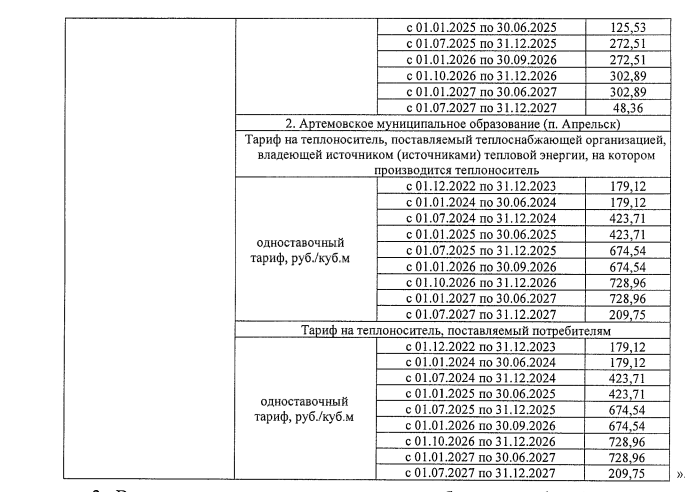 с 01.01.2025 по 30.06.2025 125,53
с 01.07.2025 по 31.12.2025 272,51
с 01.01.2026 по 30.09.2026 272,51
с 01.10.2026 по 31.12.2026 302,89
с 01.01.2027 по 30.06.2027 302,89
с 01.07.2027 по 31.12.2027 48,36
2. Артемовское муниципальное образование (п. Апрельск)
Тариф на теплоноситель, поставляемый теплоснабжающей организацией,
владеющей источником (источниками) тепловой энергии, на котором
производится теплоноситель
одноставочный
тариф, руб./куб.м
с 01.12.2022 по 31.12.2023 179,12
с 01.01.2024 по 30.06.2024 179,12
с 01.07.2024 по 31.12.2024 423,71
с 01.01.2025 по 30.06.2025 423,71
с 01.07.2025 по 31.12.2025 674,54
с 01.01.2026 по 30.09.2026 674,54
с 01.10.2026 по 31.12.2026 728,96
с 01.01.2027 по 30.06.2027 728,96
с 01.07.2027 по 31.12.2027 209,75
Тариф на теплоноситель, поставляемый потребителям
одноставочный
тариф, руб./куб.м
с 01.12.2022 по 31.12.2023 179,12
с 01.01.2024 по 30.06.2024 179,12
с 01.07.2024 по 31.12.2024 423,71
с 01.01.2025 по 30.06.2025 423,71
с 01.07.2025 по 31.12.2025 674,54
с 01.01.2026 по 30.09.2026 674,54
с 01.10.2026 по 31.12.2026 728,96
с 01.01.2027 по 30.06.2027 728,96
с 01.07.2027 по 31.12.2027 209,75 ».